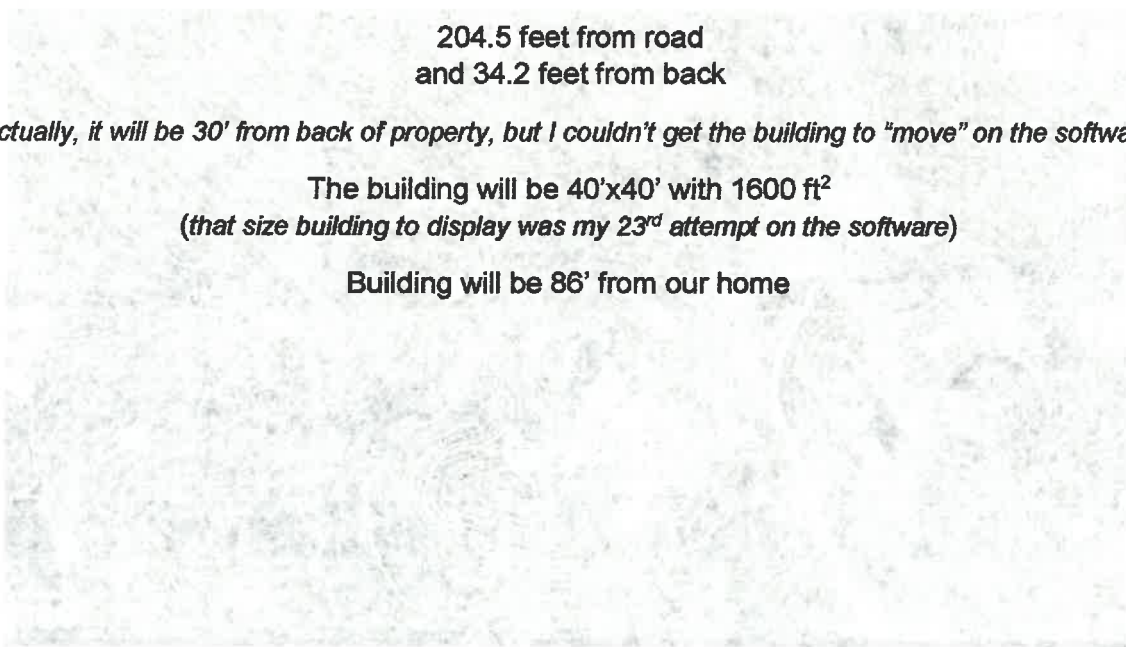 204.5 feet from road
and 34.2 feet from back
ctually, it will be 30' from back of property, but I couldn't get the building to "move" on the softwa
The building will be 40'x40' with 1600 ft²
(that size building to display was my 23rd attempt on the software)
Building will be 86' from our home